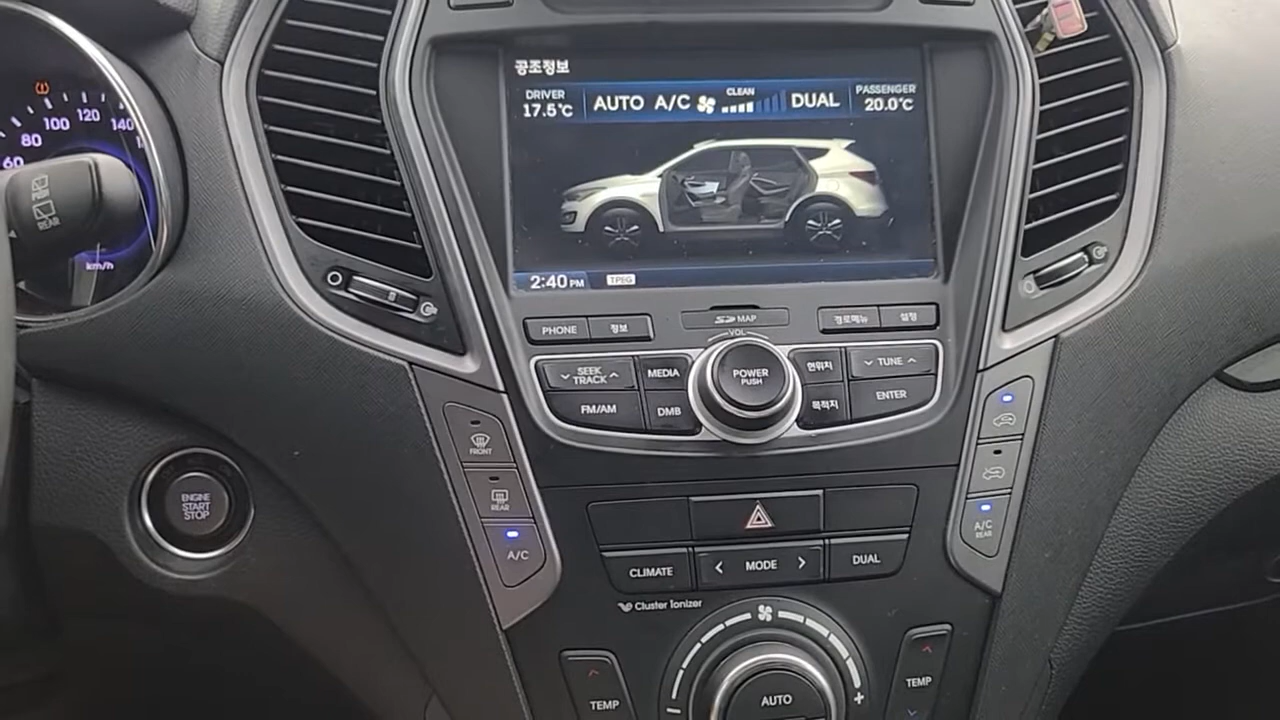 공조정보
DRIVER
17.5°C
AUTO A/C
CLEAN
DUAL
PASSENGER
20.0°C
2:40 PM
TPEG
60
80
100
120
140
km/h
REAR
PHONE
정보
SD MAP
경로메뉴
설정
VOL
SEEK
TRACK
MEDIA
POWER
PUSH
현위치
TUNE
FM/AM
DMB
목적지
ENTER
ENGINE
START
STOP
FRONT
REAR
A/C
A/C
REAR
CLIMATE
< MODE >
DUAL
Cluster Ionizer
TEMP
AUTO
TEMP